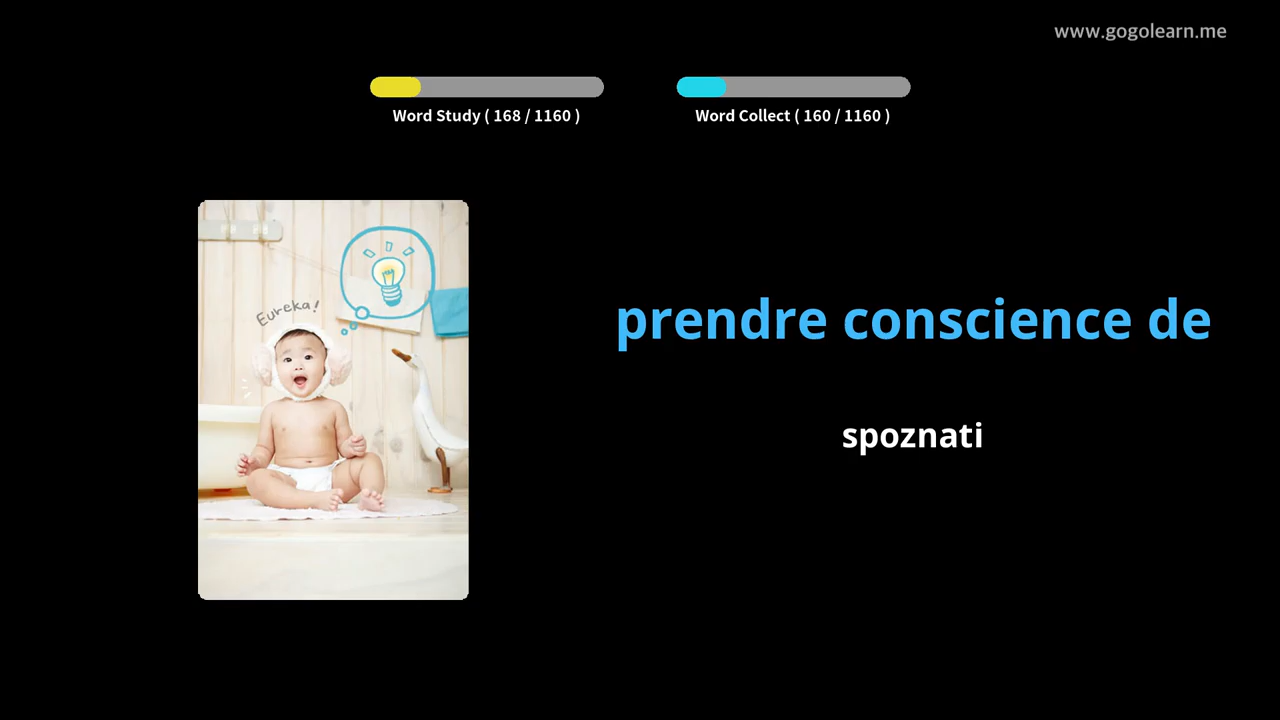 www.gogolearn.me
Word Study ( 168 / 1160 )
Word Collect ( 160 / 1160 )
Eureka!
prendre conscience de
spoznati